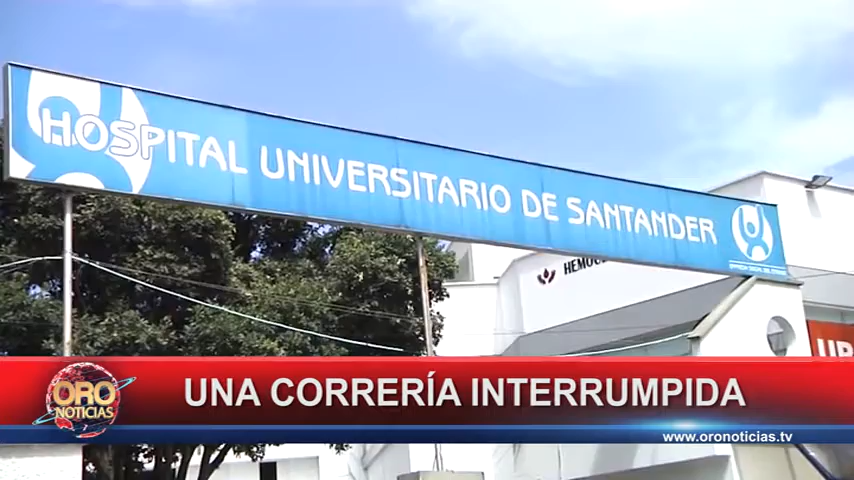 HOSPITAL UNIVERSITARIO DE SANTANDER
ORO
NOTICIAS
UNA CORRERÍA INTERRUMPIDA
www.oronoticias.tv